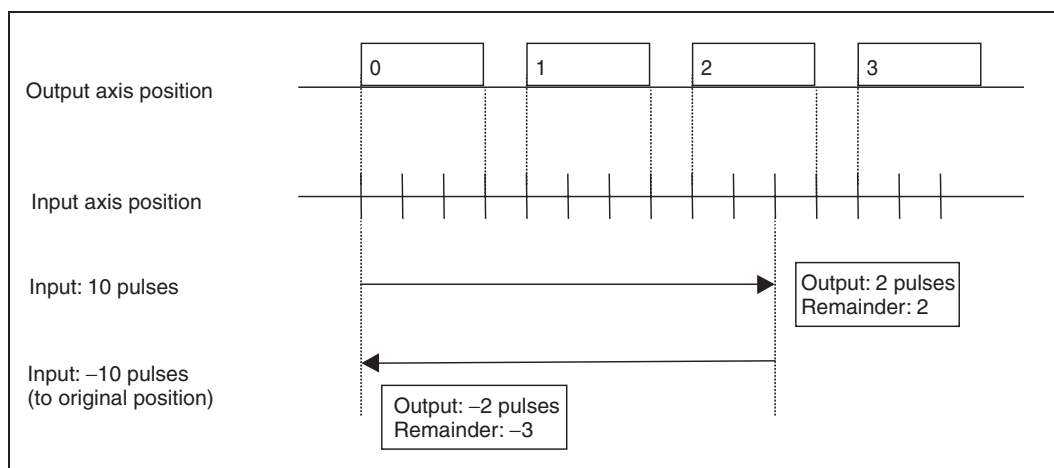 0 1 2 3
Output axis position
Input axis position
Input: 10 pulses
Output: 2 pulses
Remainder: 2
Input: –10 pulses
(to original position)
Output: –2 pulses
Remainder: –3